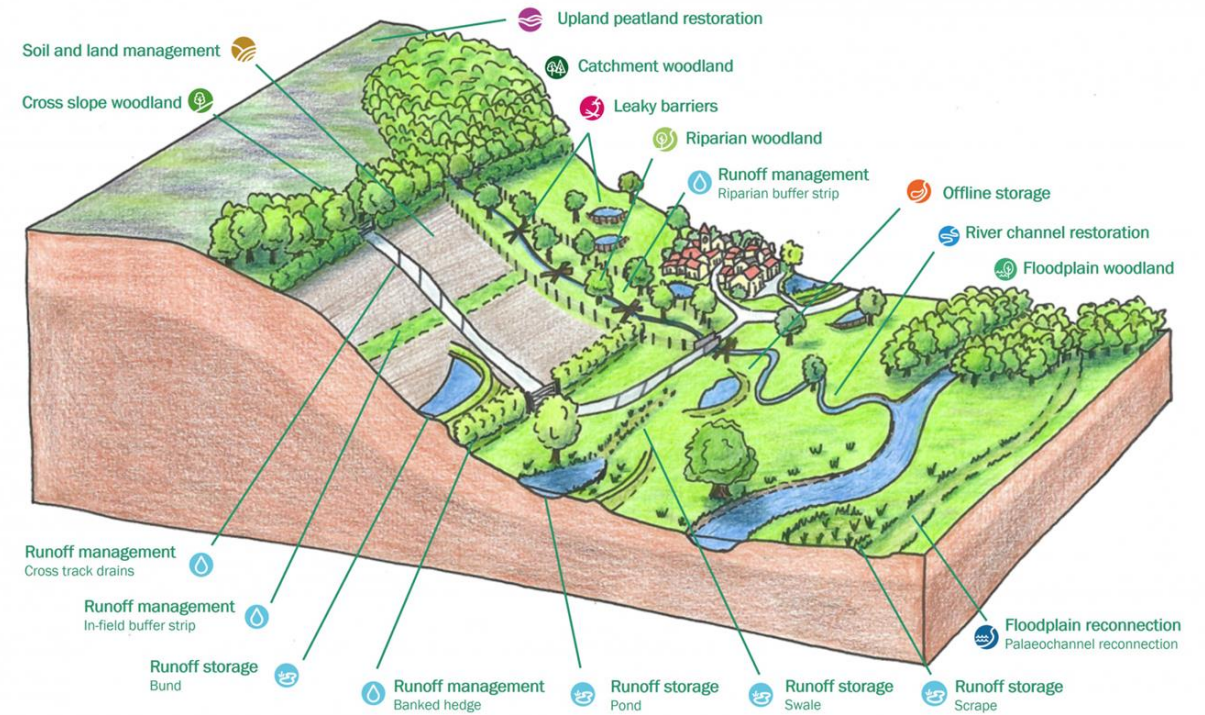 Upland peatland restoration
Soil and land management
Catchment woodland
Cross slope woodland
Leaky barriers
Riparian woodland
Runoff management
Riparian buffer strip
Offline storage
River channel restoration
Floodplain woodland
Runoff management
Cross track drains
Runoff management
In-field buffer strip
Floodplain reconnection
Palaeochannel reconnection
Runoff storage
Bund
Runoff management
Banked hedge
Runoff storage
Pond
Runoff storage
Swale
Runoff storage
Scrape